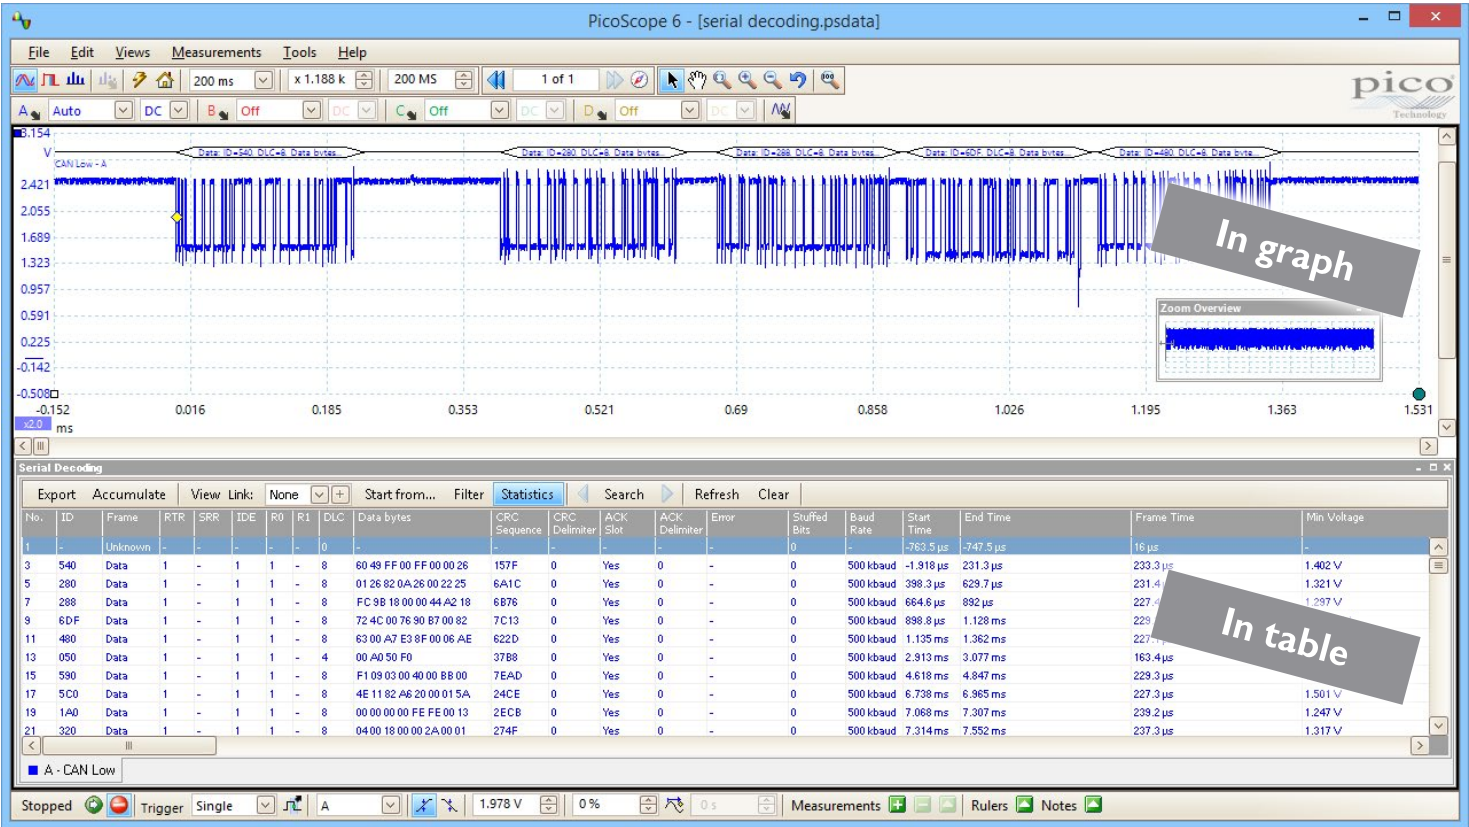 PicoScope 6 - [serial decoding.psdata]
File Edit Views Measurements Tools Help
200 ms x 1.188 k 200 MS 1 of 1
pico
Technology
A Auto DC B Off DC C Off DC D Off DC
3.154
V
CAN Low - A
Data: ID=540. DLC=8. Data bytes... Data: ID=280. DLC=8. Data bytes... Data: ID=288. DLC=8. Data bytes... Data: ID=6DF. DLC=8. Data bytes... Data: ID=480. DLC=8. Data byte...
2.421
2.055
1.689
1.323
0.957
0.591
0.225
-0.142
-0.508
In graph
Zoom Overview
-0.152 0.016 0.185 0.353 0.521 0.69 0.858 1.026 1.195 1.363 1.531
x2.0 ms
Serial Decoding
Export Accumulate View Link: None Start from... Filter Statistics Search Refresh Clear
No. ID Frame RTR SRR IDE R0 R1 DLC Data bytes CRC Sequence CRC Delimiter ACK Slot ACK Delimiter Error Stuffed Bits Baud Rate Start Time End Time Frame Time Min Voltage
1 - Unknown - - - - - 0 - - - - - - 0 - -763.5 µs -747.5 µs 16 µs -
3 540 Data 1 - 1 1 - 8 60 49 FF 00 FF 00 00 26 157F 0 Yes 0 - 0 500 kbaud -1.918 µs 231.3 µs 233.3 µs 1.402 V
5 280 Data 1 - 1 1 - 8 01 26 82 0A 26 00 22 25 6A1C 0 Yes 0 - 0 500 kbaud 398.3 µs 629.7 µs 231.4 µs 1.321 V
7 288 Data 1 - 1 1 - 8 FC 9B 18 00 00 44 A2 18 6B76 0 Yes 0 - 0 500 kbaud 664.6 µs 892 µs 227.4 1.297 V
9 6DF Data 1 - 1 1 - 8 72 4C 00 76 90 B7 00 82 7C13 0 Yes 0 - 0 500 kbaud 898.8 µs 1.128 ms 229
11 480 Data 1 - 1 1 - 8 63 00 A7 E3 8F 00 06 AE 622D 0 Yes 0 - 0 500 kbaud 1.135 ms 1.362 ms 227.1 µs
13 050 Data 1 - 1 1 - 4 00 A0 50 F0 37B8 0 Yes 0 - 0 500 kbaud 2.913 ms 3.077 ms 163.4 µs
15 590 Data 1 - 1 1 - 8 F1 09 03 00 40 00 BB 00 7EAD 0 Yes 0 - 0 500 kbaud 4.618 ms 4.847 ms 229.3 µs
17 5C0 Data 1 - 1 1 - 8 4E 11 82 A6 20 00 01 5A 24CE 0 Yes 0 - 0 500 kbaud 6.738 ms 6.965 ms 227.3 µs 1.501 V
19 1A0 Data 1 - 1 1 - 8 00 00 00 00 FE FE 00 13 2ECB 0 Yes 0 - 0 500 kbaud 7.068 ms 7.307 ms 239.2 µs 1.247 V
21 320 Data 1 - 1 1 - 8 04 00 18 00 00 2A 00 01 274F 0 Yes 0 - 0 500 kbaud 7.314 ms 7.552 ms 237.3 µs 1.317 V
In table
A - CAN Low
Stopped Trigger Single A 1.978 V 0 % 0 s Measurements Rulers Notes